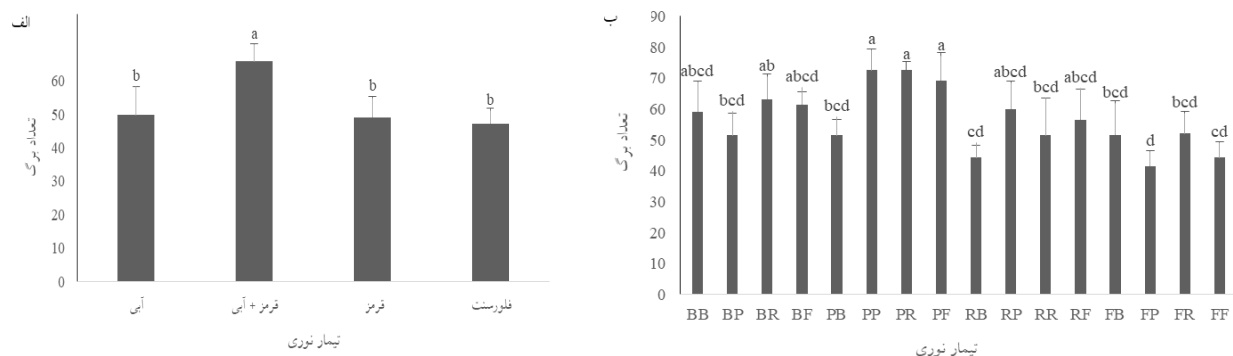 الف
a
b
b
b
60
50
40
30
20
10
0
تعداد برگ
آبی
قرمز + آبی
قرمز
فلورسنت
تیمار نوری
ب
90
80
70
60
50
40
30
20
10
0
تعداد برگ
abcd bcd ab abcd bcd a a a cd abcd bcd abcd bcd d bcd cd
BB BP BR BF PB PP PR PF RB RP RR RF FB FP FR FF
تیمار نوری